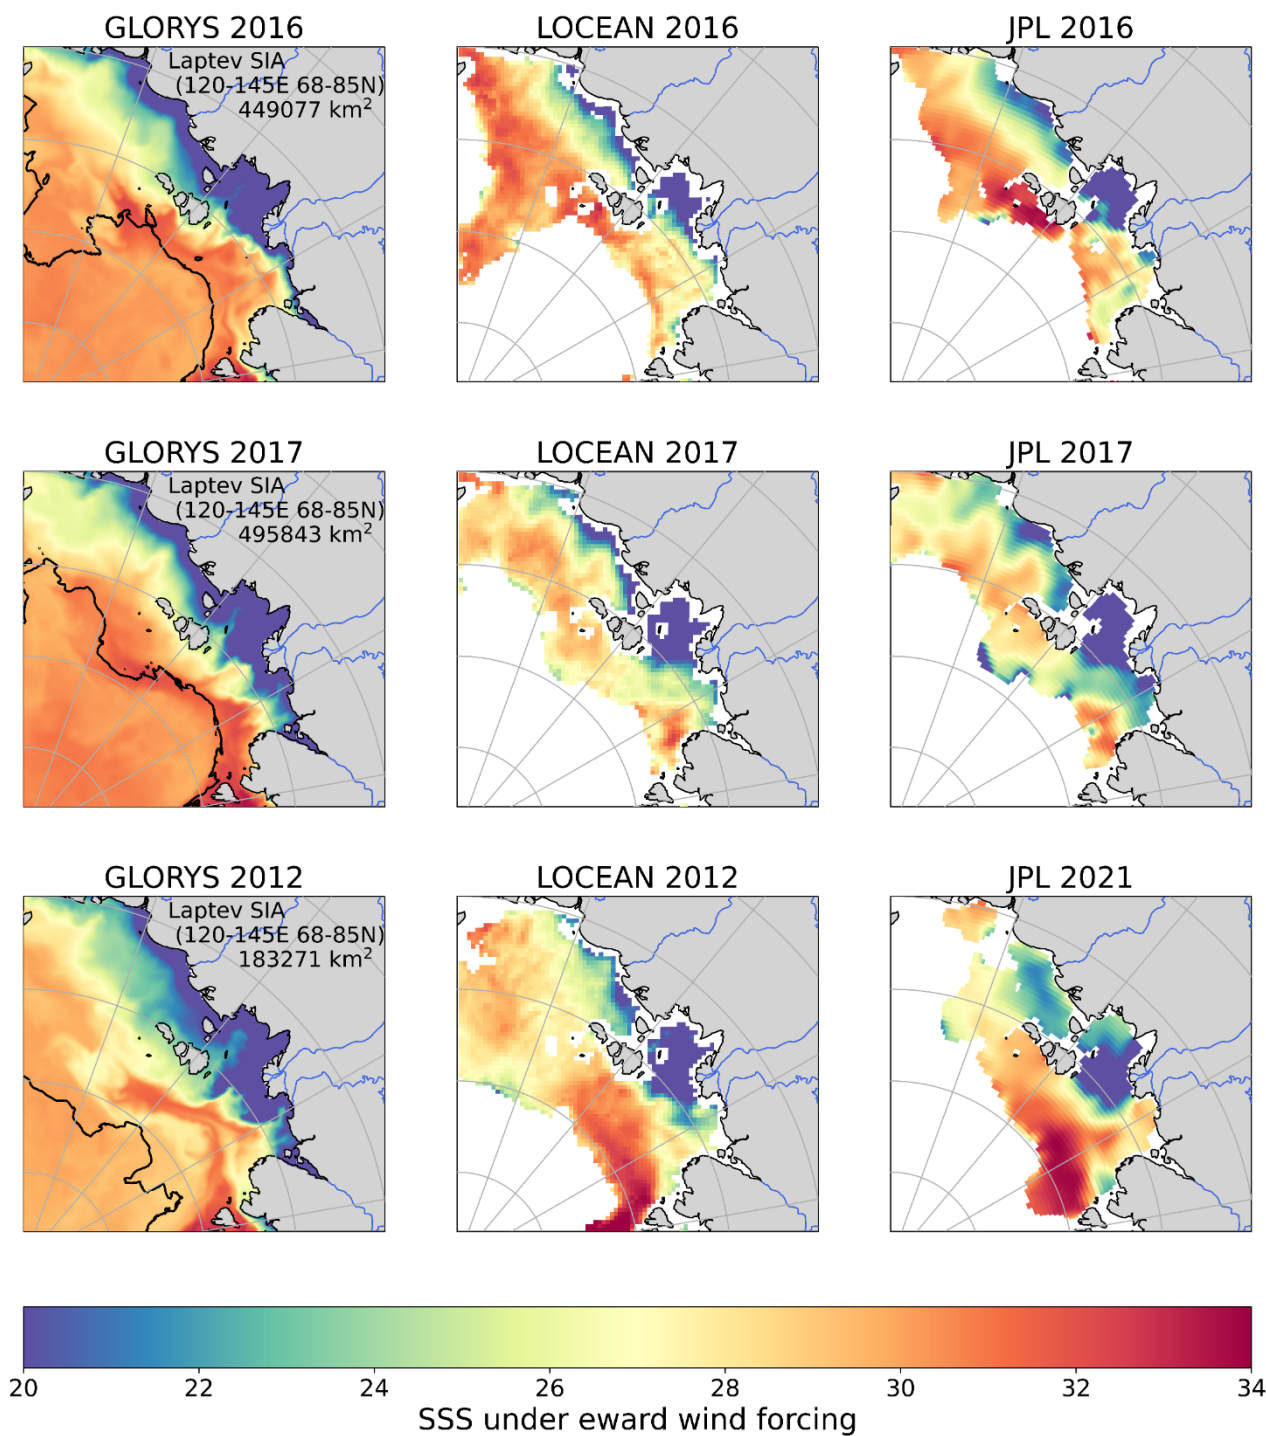 GLORYS 2016
LOCEAN 2016
JPL 2016
Laptev SIA
(120-145E 68-85N)
449077 km²
GLORYS 2017
LOCEAN 2017
JPL 2017
Laptev SIA
(120-145E 68-85N)
495843 km²
GLORYS 2012
LOCEAN 2012
JPL 2021
Laptev SIA
(120-145E 68-85N)
183271 km²
20 22 24 26 28 30 32 34
SSS under eward wind forcing